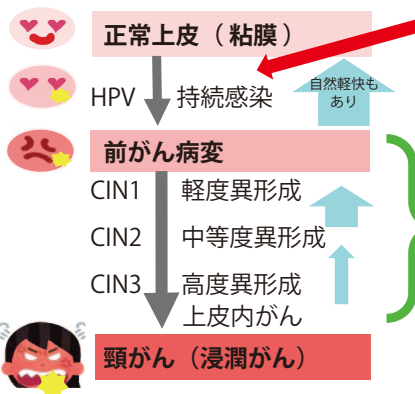 正常上皮（粘膜）
HPV 持続感染
自然軽快も
あり
前がん病変
CIN1 軽度異形成
CIN2 中等度異形成
CIN3 高度異形成
上皮内がん
頸がん（浸潤がん）